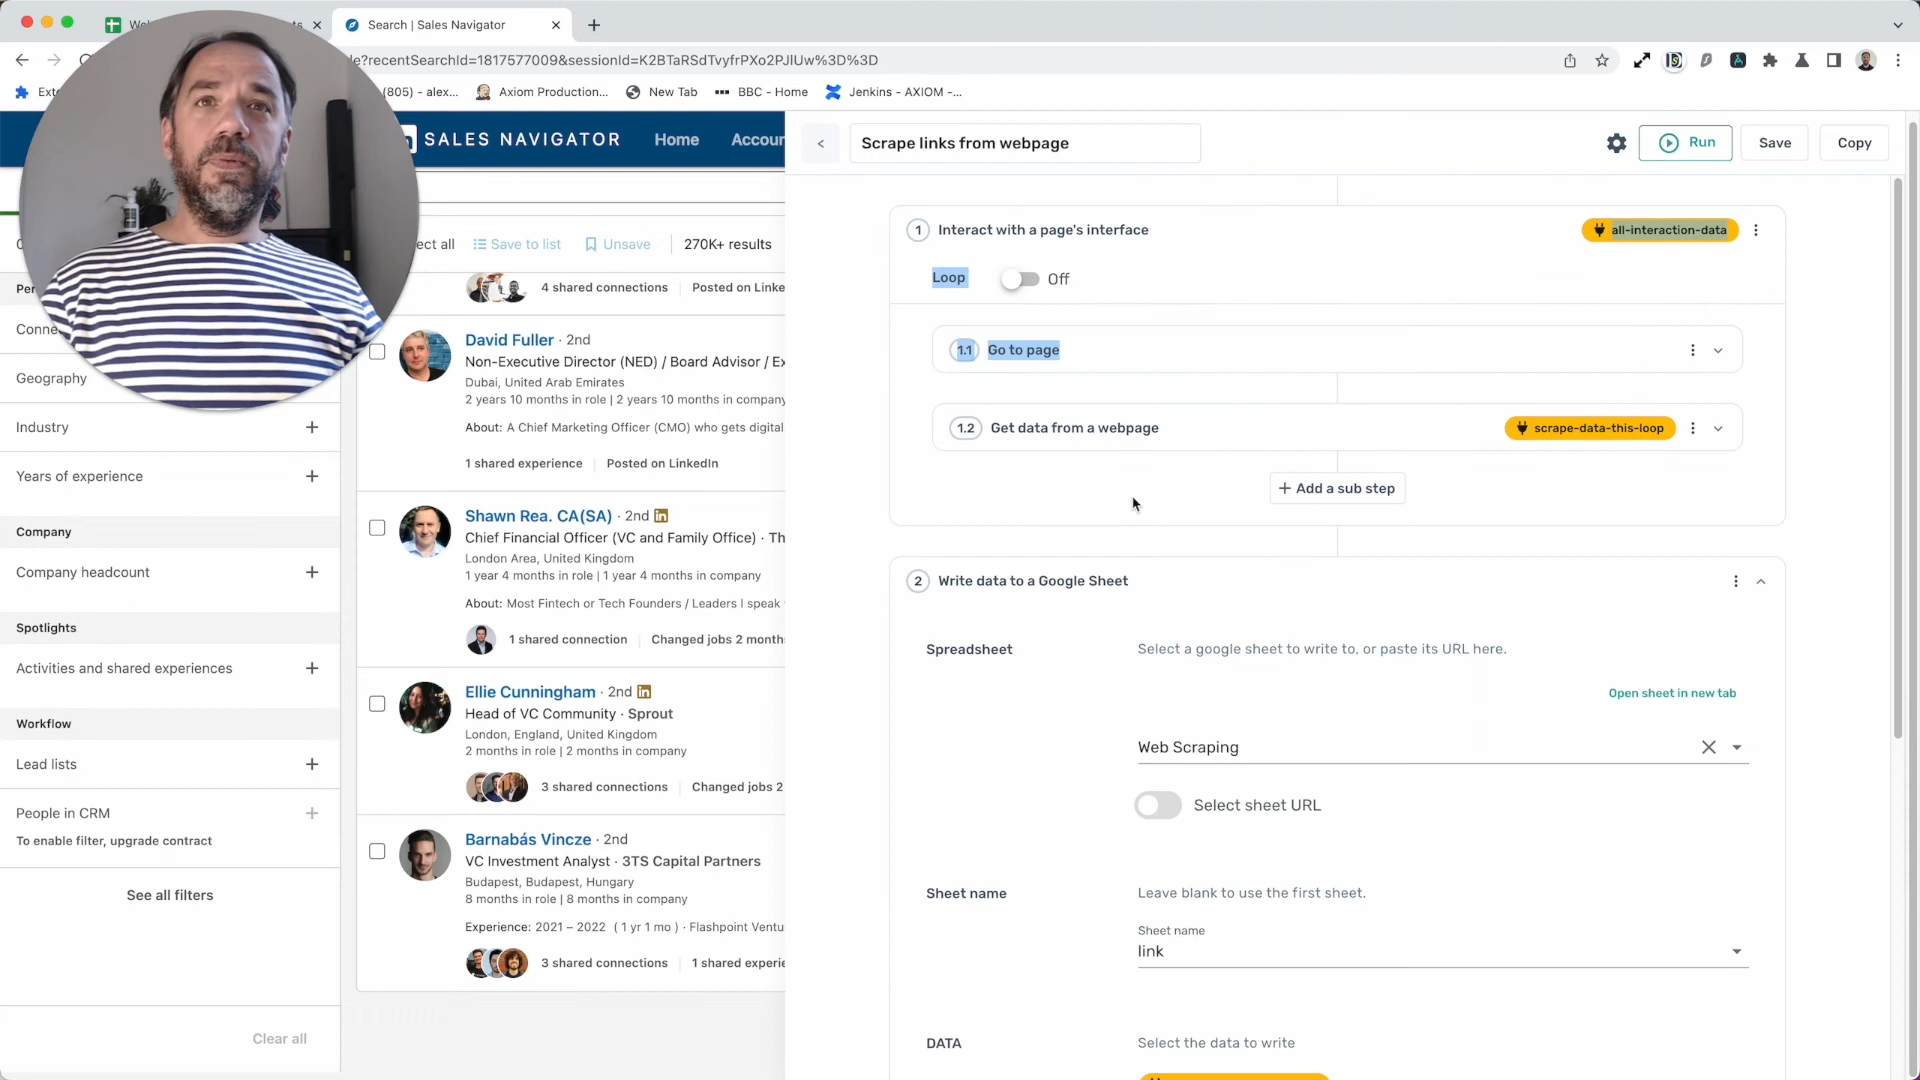 Search | Sales Navigator
le?recentSearchId=1817577009&sessionId=K2BTaRSdTvyfrPXo2PJlUw%3D%3D
(805) - alex...
Axiom Production...
New Tab
BBC - Home
Jenkins - AXIOM -...
SALES NAVIGATOR
Home
Accoun
Scrape links from webpage
Run
Save
Copy
ect all
Save to list
Unsave
270K+ results
Industry
Years of experience
Company
Company headcount
Spotlights
Activities and shared experiences
Workflow
Lead lists
People in CRM
To enable filter, upgrade contract
See all filters
Clear all
Geography
4 shared connections
Posted on Linke
David Fuller · 2nd
Non-Executive Director (NED) / Board Advisor / Ex
Dubai, United Arab Emirates
2 years 10 months in role | 2 years 10 months in company
About: A Chief Marketing Officer (CMO) who gets digital
1 shared experience
Posted on LinkedIn
Shawn Rea. CA(SA) · 2nd
Chief Financial Officer (VC and Family Office) · Th
London Area, United Kingdom
1 year 4 months in role | 1 year 4 months in company
About: Most Fintech or Tech Founders / Leaders I speak
1 shared connection
Changed jobs 2 month
Ellie Cunningham · 2nd
Head of VC Community · Sprout
London, England, United Kingdom
2 months in role | 2 months in company
3 shared connections
Changed jobs 2
Barnabás Vincze · 2nd
VC Investment Analyst · 3TS Capital Partners
Budapest, Budapest, Hungary
8 months in role | 8 months in company
Experience: 2021 – 2022 ( 1 yr 1 mo ) · Flashpoint Ventu
3 shared connections
1 shared experie
1 Interact with a page's interface
all-interaction-data
Loop
Off
1.1 Go to page
1.2 Get data from a webpage
scrape-data-this-loop
+ Add a sub step
2 Write data to a Google Sheet
Spreadsheet
Select a google sheet to write to, or paste its URL here.
Open sheet in new tab
Web Scraping
Select sheet URL
Sheet name
Leave blank to use the first sheet.
Sheet name
link
DATA
Select the data to write